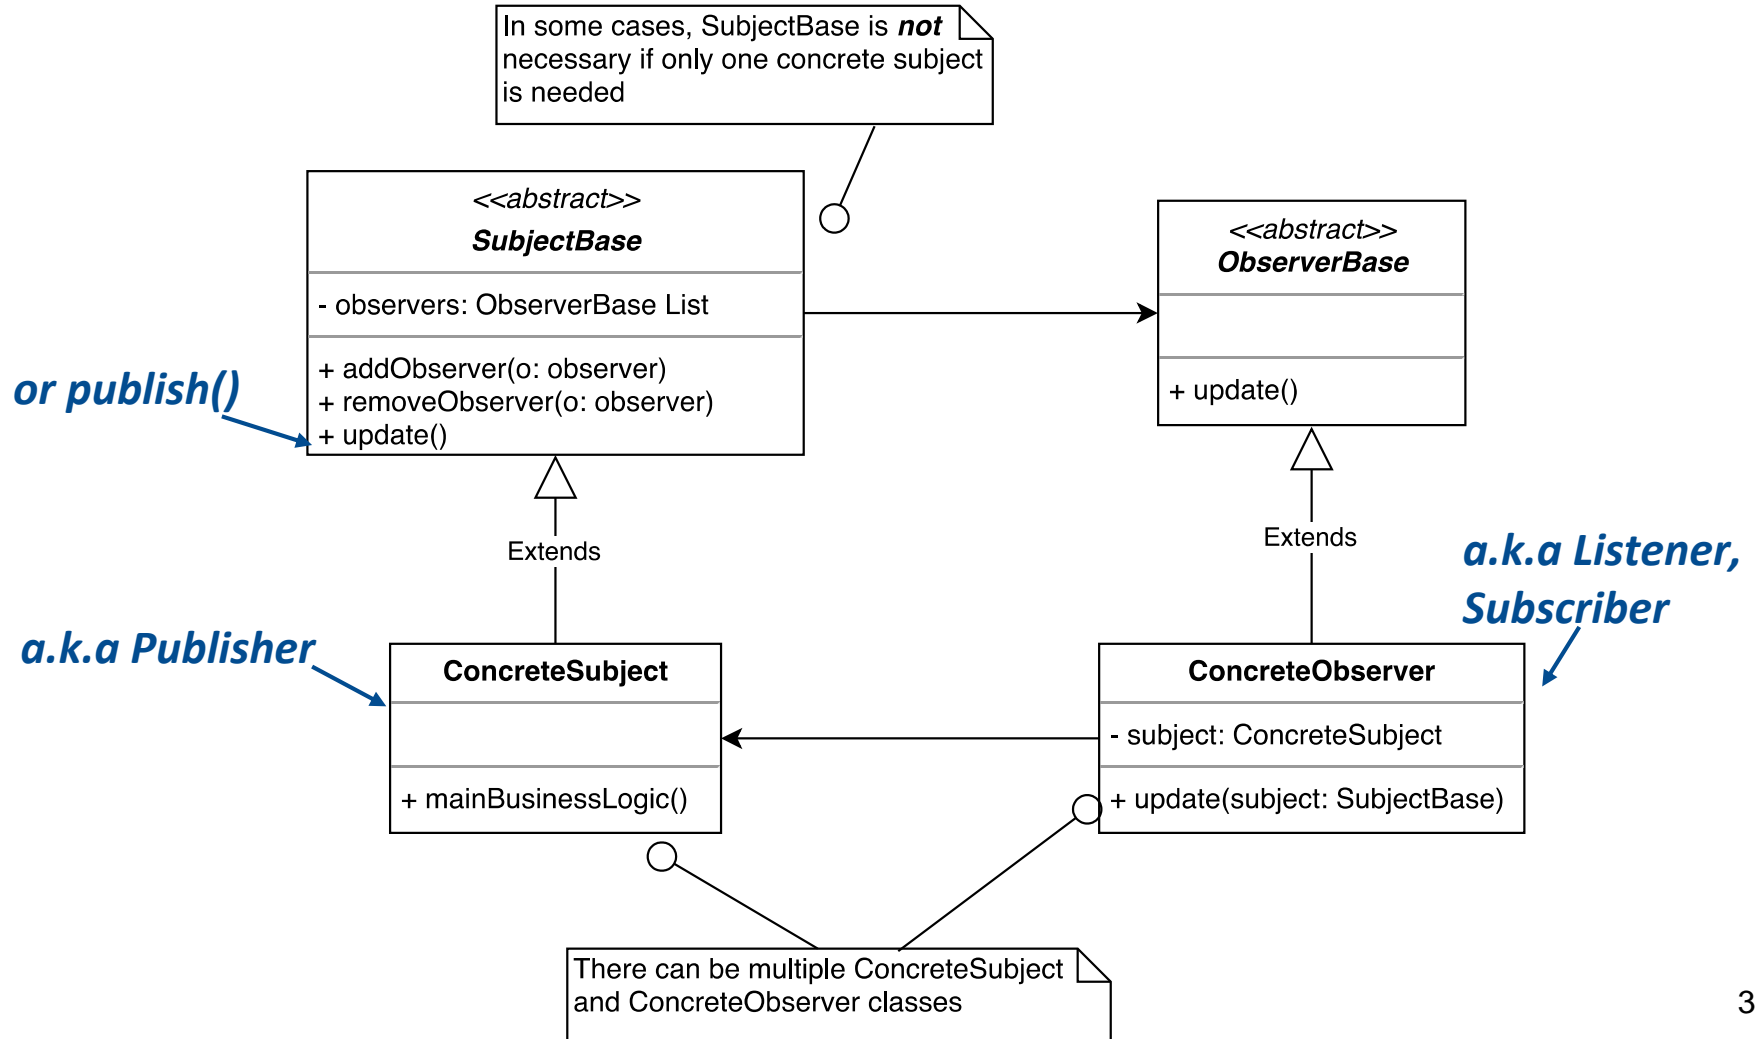 In some cases, SubjectBase is not
necessary if only one concrete subject
is needed
<<abstract>>
SubjectBase
- observers: ObserverBase List
+ addObserver(o: observer)
+ removeObserver(o: observer)
+ update()
or publish()
<<abstract>>
ObserverBase
+ update()
Extends
Extends
a.k.a Listener,
Subscriber
a.k.a Publisher
ConcreteSubject
+ mainBusinessLogic()
ConcreteObserver
- subject: ConcreteSubject
+ update(subject: SubjectBase)
There can be multiple ConcreteSubject
and ConcreteObserver classes
3